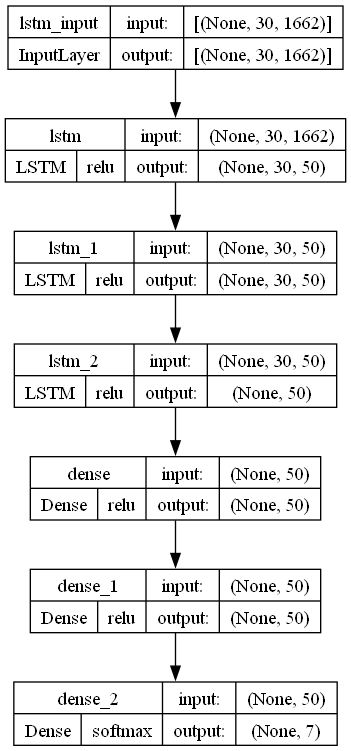 lstm_input input: [(None, 30, 1662)]
InputLayer output: [(None, 30, 1662)]
lstm input: (None, 30, 1662)
LSTM relu output: (None, 30, 50)
lstm_1 input: (None, 30, 50)
LSTM relu output: (None, 30, 50)
lstm_2 input: (None, 30, 50)
LSTM relu output: (None, 50)
dense input: (None, 50)
Dense relu output: (None, 50)
dense_1 input: (None, 50)
Dense relu output: (None, 50)
dense_2 input: (None, 50)
Dense softmax output: (None, 7)